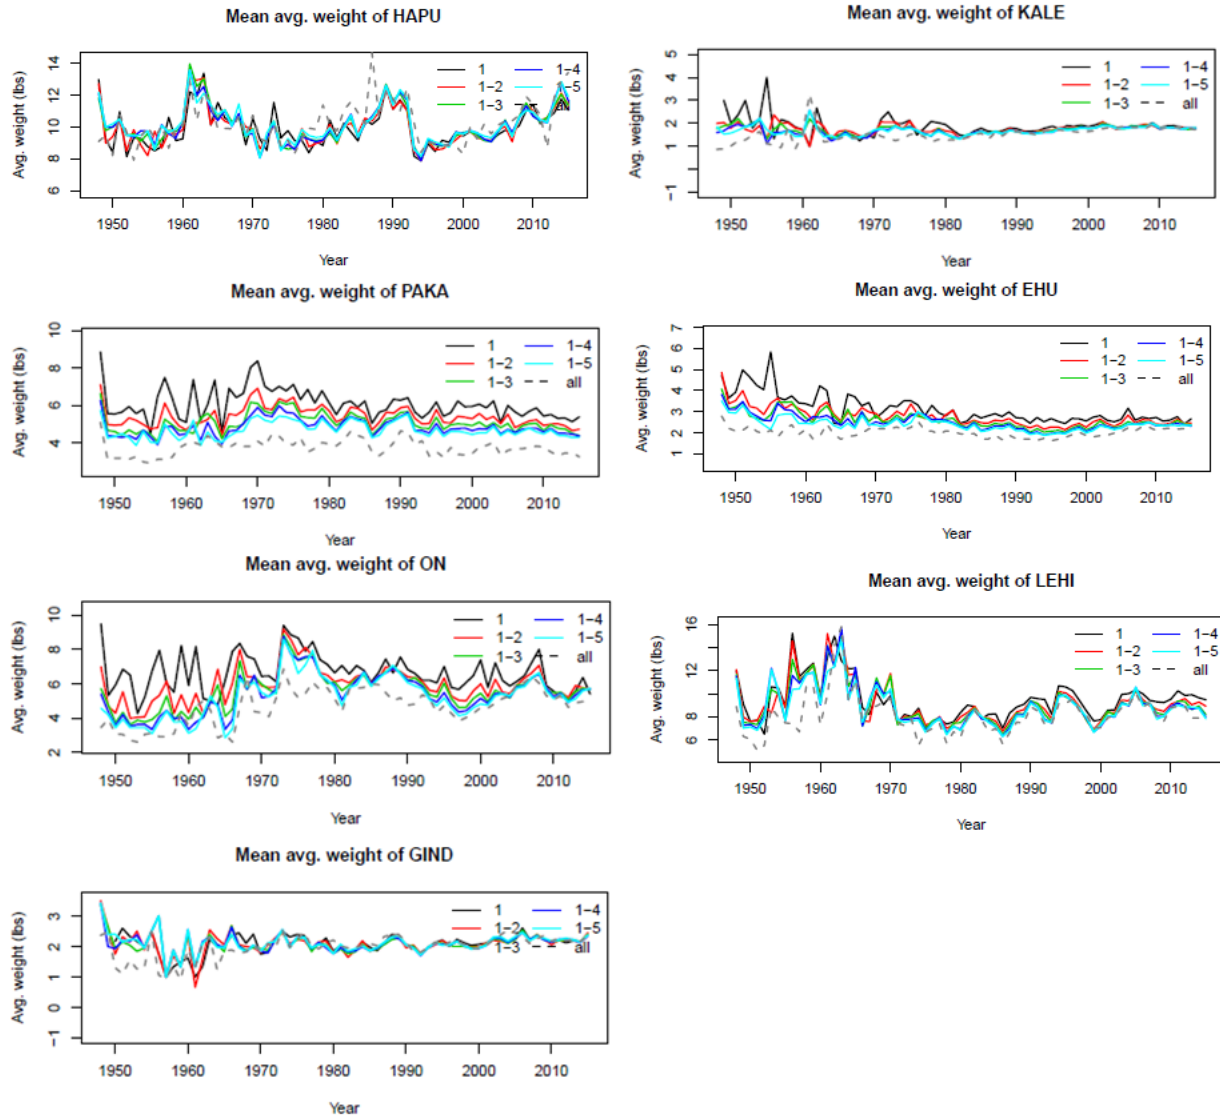 Mean avg. weight of HAPU
Avg. weight (lbs)
14
12
10
8
6
1 1−4
1−2 1−5
1−3
1950 1960 1970 1980 1990 2000 2010
Year
Mean avg. weight of KALE
Avg. weight (lbs)
5
4
3
2
1
−1
1 1−4
1−2 1−5
1−3 all
1950 1960 1970 1980 1990 2000 2010
Year
Mean avg. weight of PAKA
Avg. weight (lbs)
10
8
6
4
1 1−4
1−2 1−5
1−3 all
1950 1960 1970 1980 1990 2000 2010
Year
Mean avg. weight of EHU
Avg. weight (lbs)
7
6
5
4
3
2
1
1 1−4
1−2 1−5
1−3 all
1950 1960 1970 1980 1990 2000 2010
Year
Mean avg. weight of ON
Avg. weight (lbs)
10
8
6
4
2
1 1−4
1−2 1−5
1−3 all
1950 1960 1970 1980 1990 2000 2010
Year
Mean avg. weight of LEHI
Avg. weight (lbs)
16
12
8
6
1 1−4
1−2 1−5
1−3 all
1950 1960 1970 1980 1990 2000 2010
Year
Mean avg. weight of GIND
Avg. weight (lbs)
3
2
1
0
−1
1 1−4
1−2 1−5
1−3 all
1950 1960 1970 1980 1990 2000 2010
Year